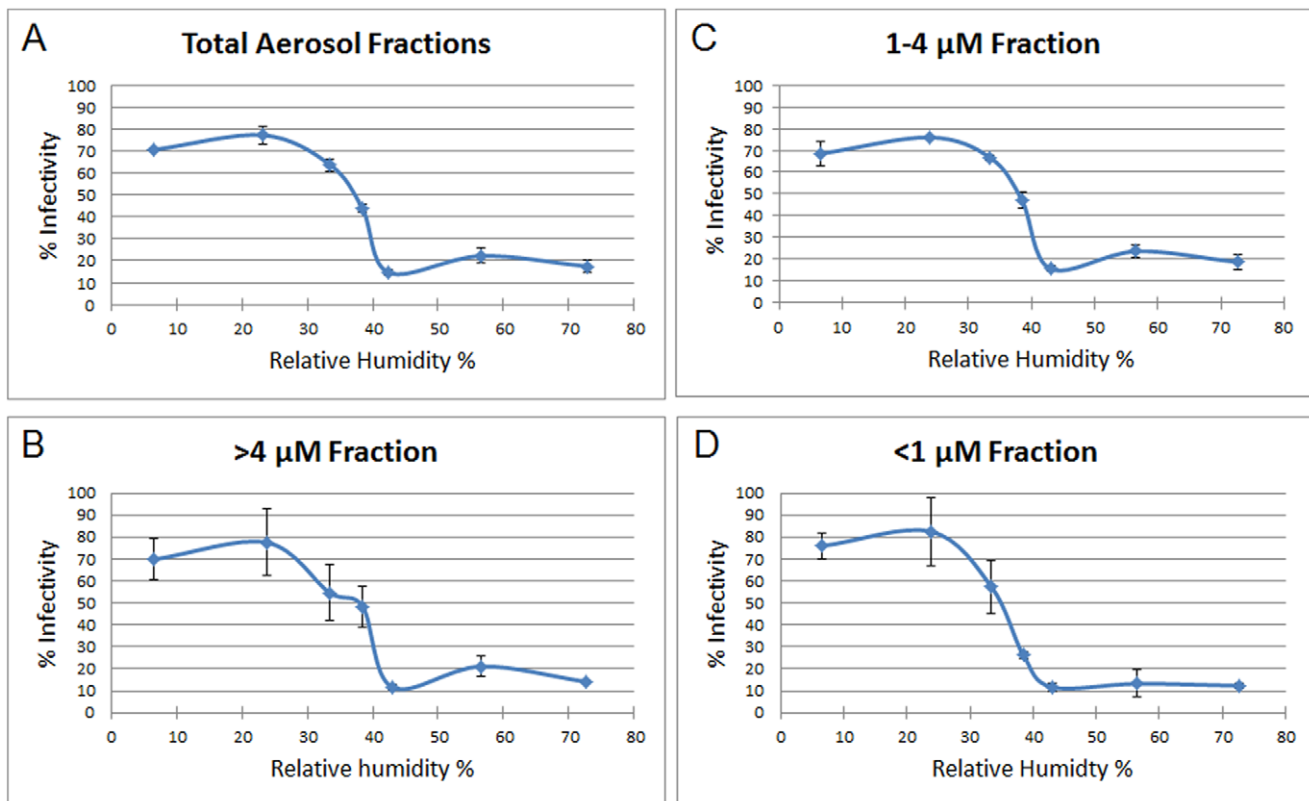 A
Total Aerosol Fractions
% Infectivity
100
90
80
70
60
50
40
30
20
10
0
0 10 20 30 40 50 60 70 80
Relative Humidity %
C
1-4 µM Fraction
% Infectivity
100
90
80
70
60
50
40
30
20
10
0
0 10 20 30 40 50 60 70 80
Relative Humidity %
B
>4 µM Fraction
% Infectivity
100
90
80
70
60
50
40
30
20
10
0
0 10 20 30 40 50 60 70 80
Relative humidity %
D
<1 µM Fraction
% Infectivity
100
90
80
70
60
50
40
30
20
10
0
0 10 20 30 40 50 60 70 80
Relative Humidty %